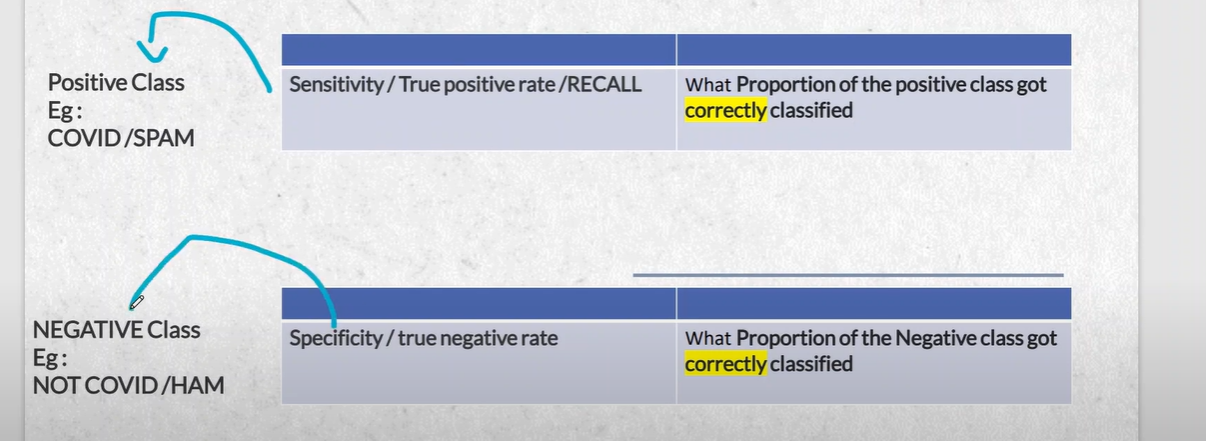 Positive Class
Eg :
COVID /SPAM
Sensitivity / True positive rate /RECALL
What Proportion of the positive class got
correctly classified
NEGATIVE Class
Eg :
NOT COVID /HAM
Specificity / true negative rate
What Proportion of the Negative class got
correctly classified